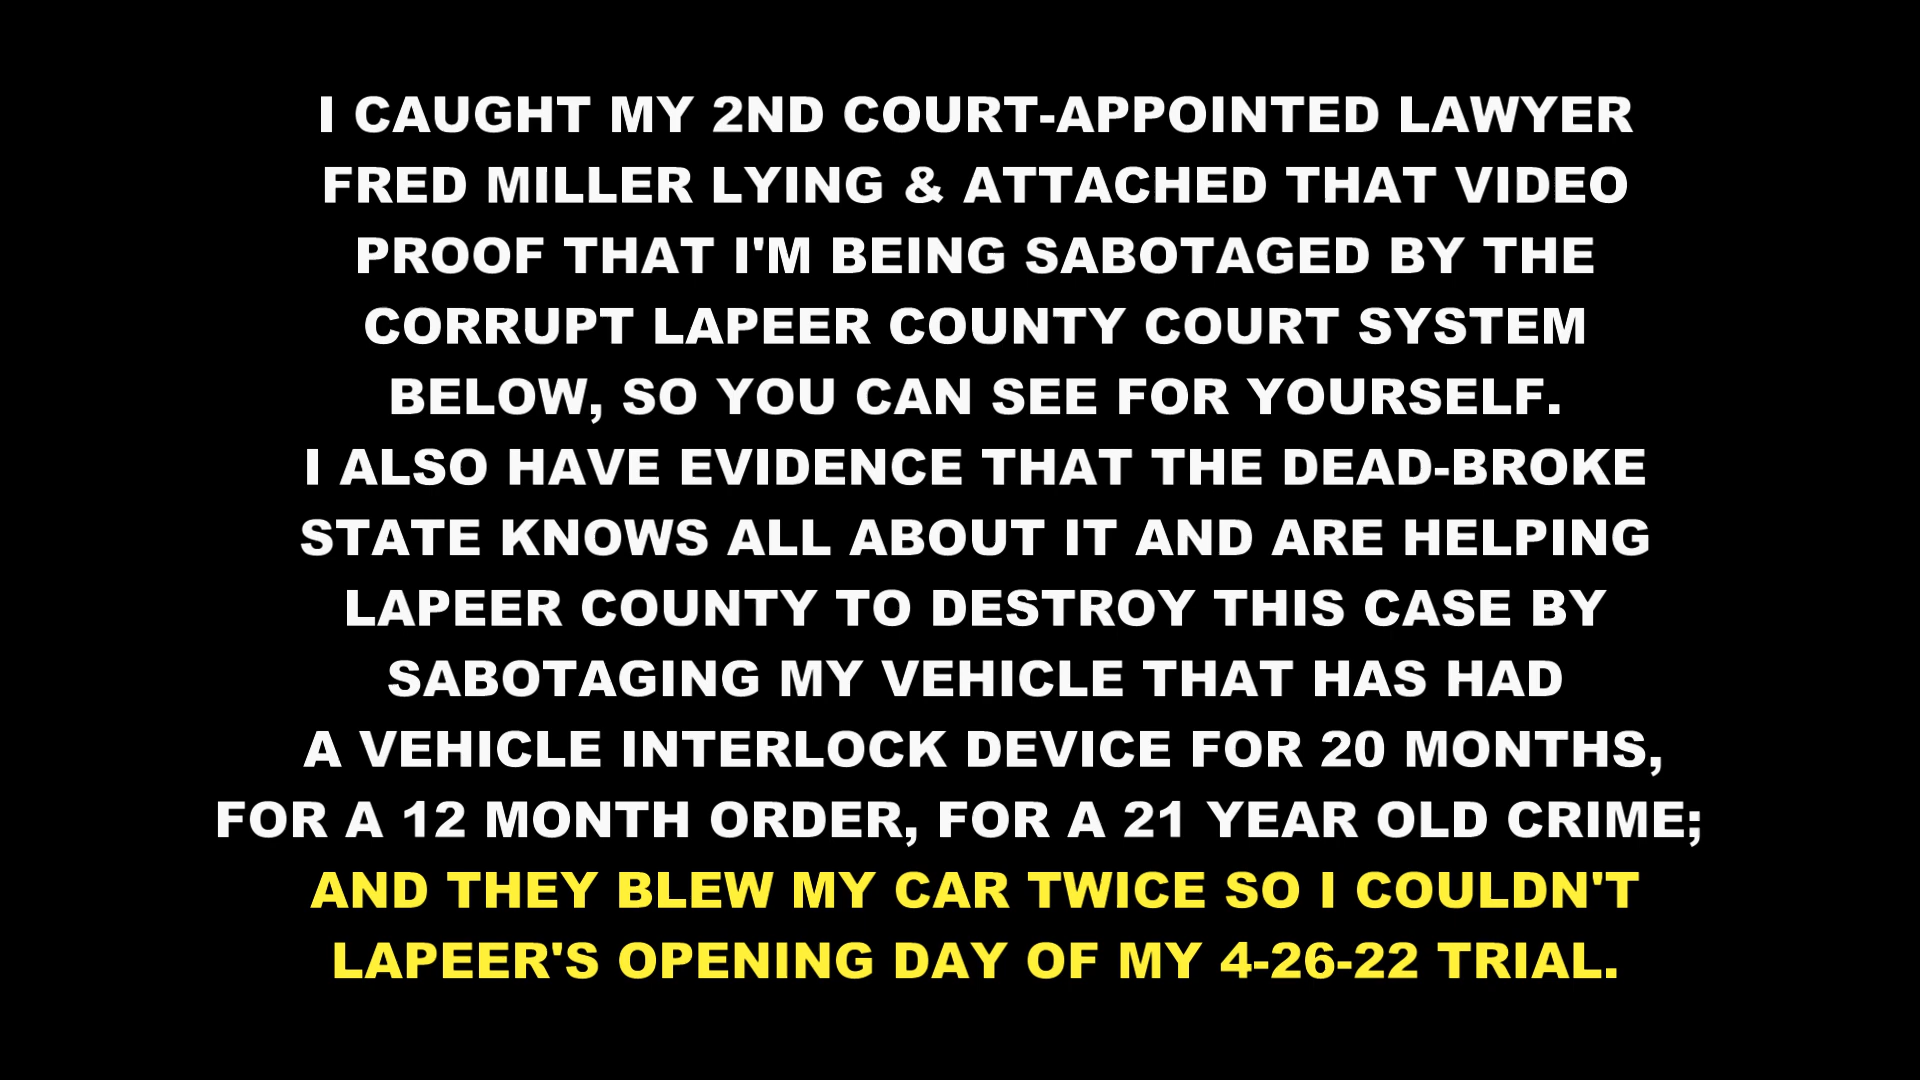 I CAUGHT MY 2ND COURT-APPOINTED LAWYER
FRED MILLER LYING & ATTACHED THAT VIDEO
PROOF THAT I'M BEING SABOTAGED BY THE
CORRUPT LAPEER COUNTY COURT SYSTEM
BELOW, SO YOU CAN SEE FOR YOURSELF.
I ALSO HAVE EVIDENCE THAT THE DEAD-BROKE
STATE KNOWS ALL ABOUT IT AND ARE HELPING
LAPEER COUNTY TO DESTROY THIS CASE BY
SABOTAGING MY VEHICLE THAT HAS HAD
A VEHICLE INTERLOCK DEVICE FOR 20 MONTHS,
FOR A 12 MONTH ORDER, FOR A 21 YEAR OLD CRIME;
AND THEY BLEW MY CAR TWICE SO I COULDN'T
LAPEER'S OPENING DAY OF MY 4-26-22 TRIAL.